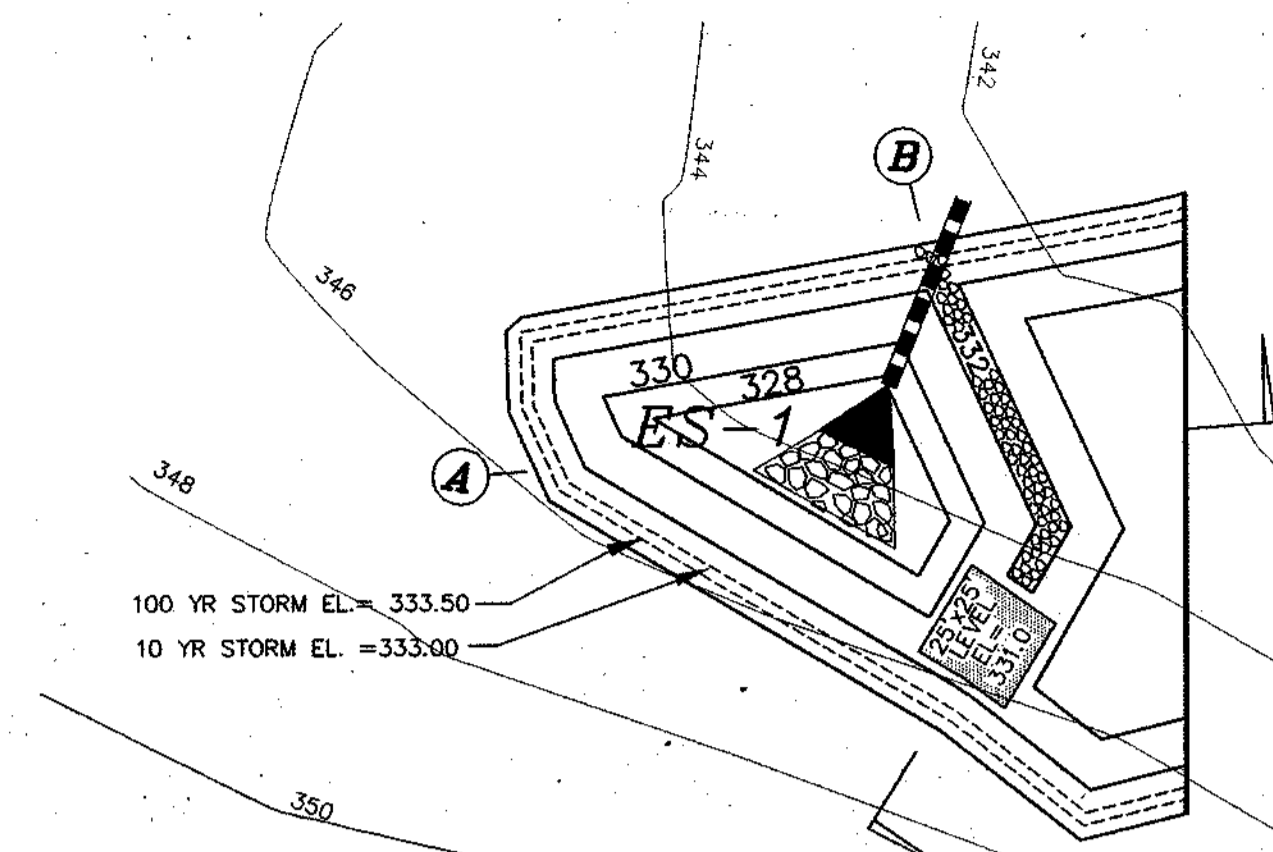 342
344
B
346
332
330
328
ES-1
A
348
100 YR STORM EL.= 333.50
10 YR STORM EL. =333.00
25'x25'
LEVEL
EL =
331.0
350